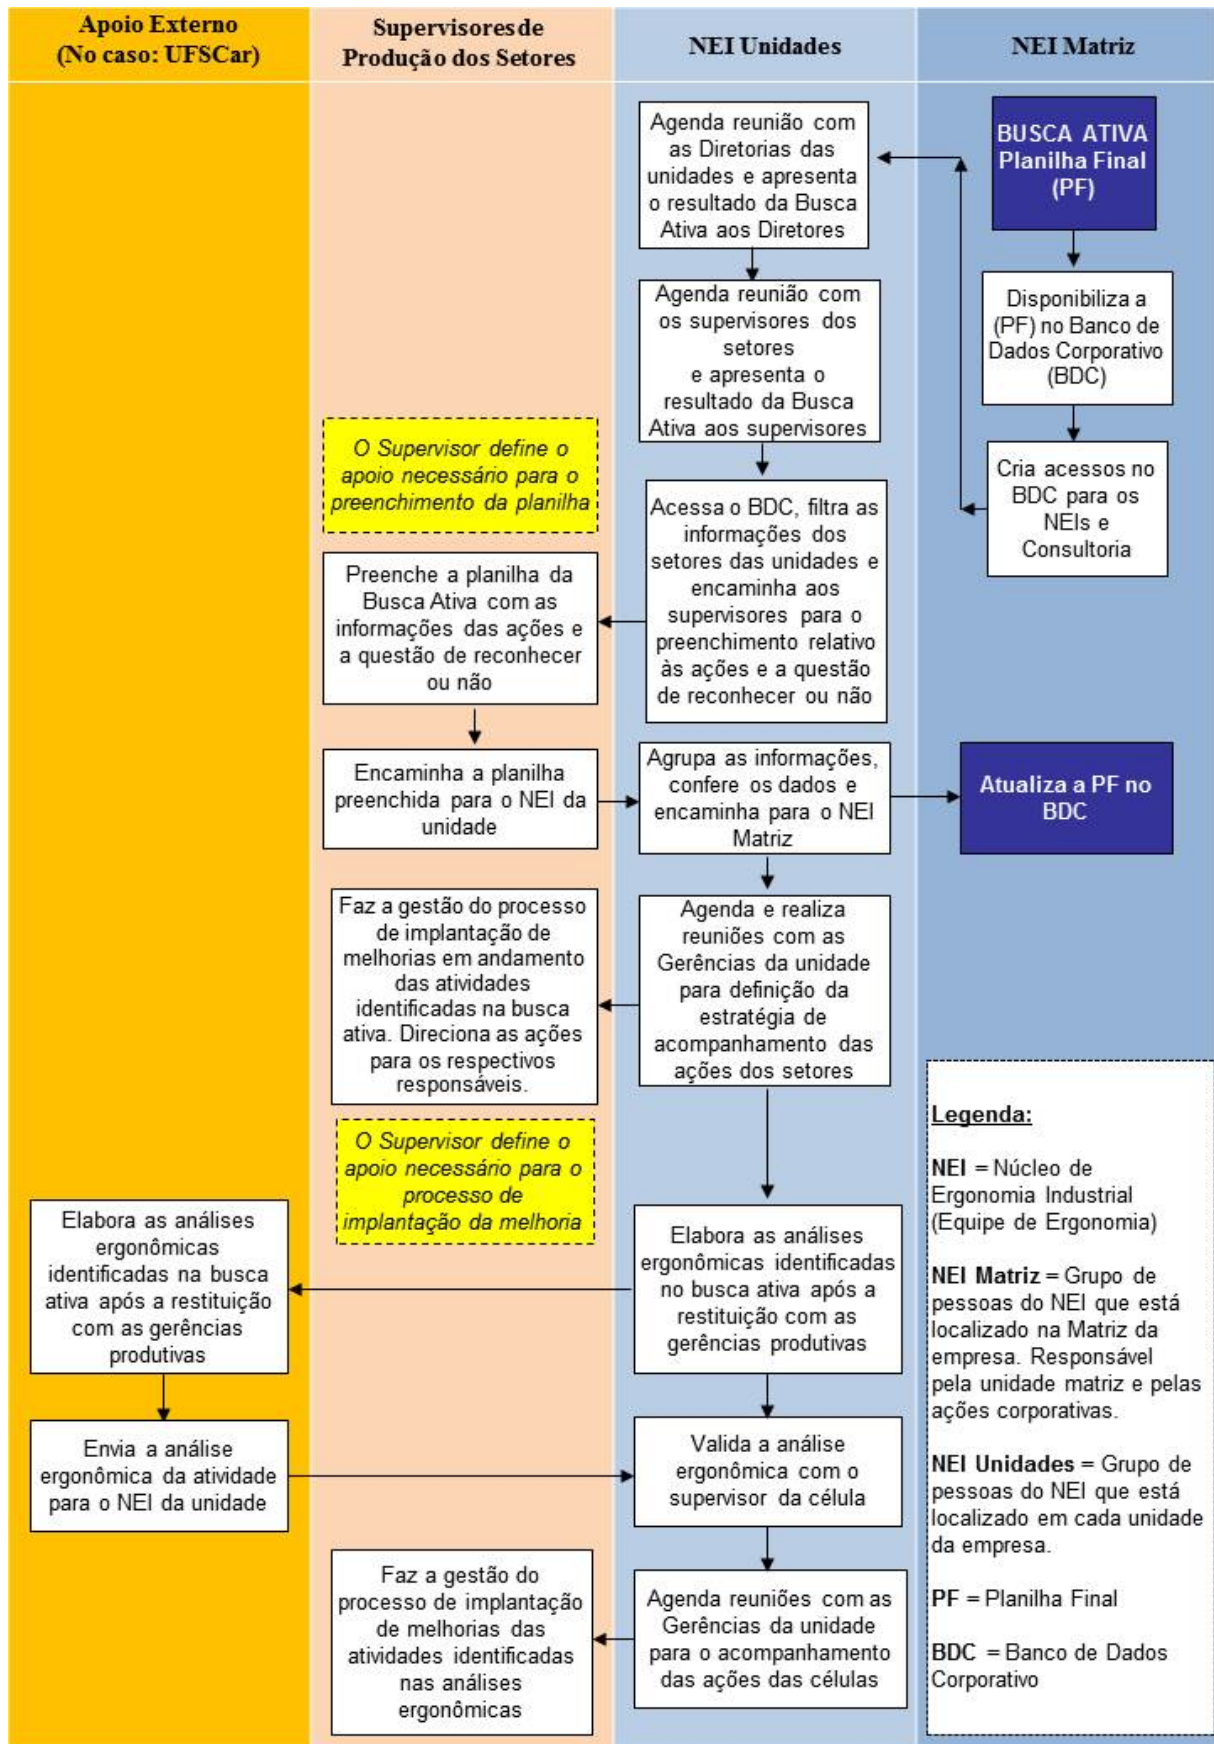 Apoio Externo
(No caso: UFSCar)
Supervisores de
Produção dos Setores
NEI Unidades
NEI Matriz
Agenda reunião com
as Diretorias das
unidades e apresenta
o resultado da Busca
Ativa aos Diretores
BUSCA ATIVA
Planilha Final
(PF)
Agenda reunião com
os supervisores dos
setores
e apresenta o
resultado da Busca
Ativa aos supervisores
Disponibiliza a
(PF) no Banco de
Dados Corporativo
(BDC)
O Supervisor define o
apoio necessário para o
preenchimento da planilha
Cria acessos no
BDC para os
NEIs e
Consultoria
Acessa o BDC, filtra as
informações dos
setores das unidades e
encaminha aos
supervisores para o
preenchimento relativo
às ações e a questão
de reconhecer ou não
Preenche a planilha da
Busca Ativa com as
informações das ações e
a questão de reconhecer
ou não
Encaminha a planilha
preenchida para o NEI da
unidade
Agrupa as informações,
confere os dados e
encaminha para o NEI
Matriz
Atualiza a PF no
BDC
Faz a gestão do processo
de implantação de
melhorias em andamento
das atividades
identificadas na busca
ativa. Direciona as ações
para os respectivos
responsáveis.
Agenda e realiza
reuniões com as
Gerências da unidade
para definição da
estratégia de
acompanhamento das
ações dos setores
O Supervisor define o
apoio necessário para o
processo de
implantação da melhoria
Elabora as análises
ergonômicas
identificadas na busca
ativa após a restituição
com as gerências
produtivas
Elabora as análises
ergonômicas identificadas
no busca ativa após a
restituição com as
gerências produtivas
Envia a análise
ergonômica da atividade
para o NEI da unidade
Valida a análise
ergonômica com o
supervisor da célula
Faz a gestão do
processo de implantação
de melhorias das
atividades identificadas
nas análises
ergonômicas
Agenda reuniões com as
Gerências da unidade
para o acompanhamento
das ações das células
Legenda:
NEI = Núcleo de
Ergonomia Industrial
(Equipe de Ergonomia)
NEI Matriz = Grupo de
pessoas do NEI que está
localizado na Matriz da
empresa. Responsável
pela unidade matriz e pelas
ações corporativas.
NEI Unidades = Grupo de
pessoas do NEI que está
localizado em cada unidade
da empresa.
PF = Planilha Final
BDC = Banco de Dados
Corporativo